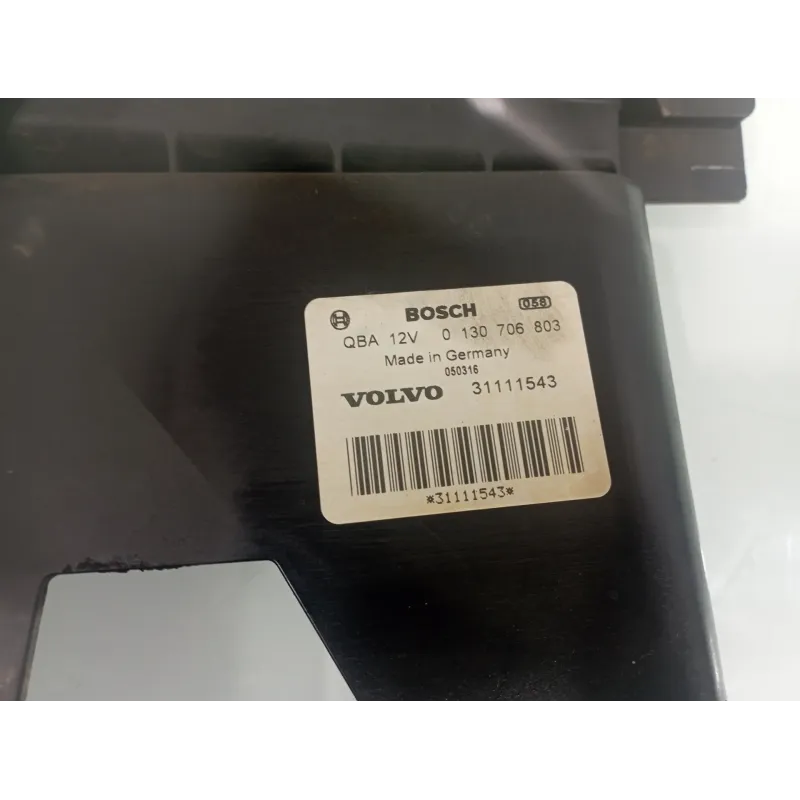 BOSCH 058
QBA 12V 0 130 706 803
Made in Germany
050316
VOLVO 31111543
*31111543*